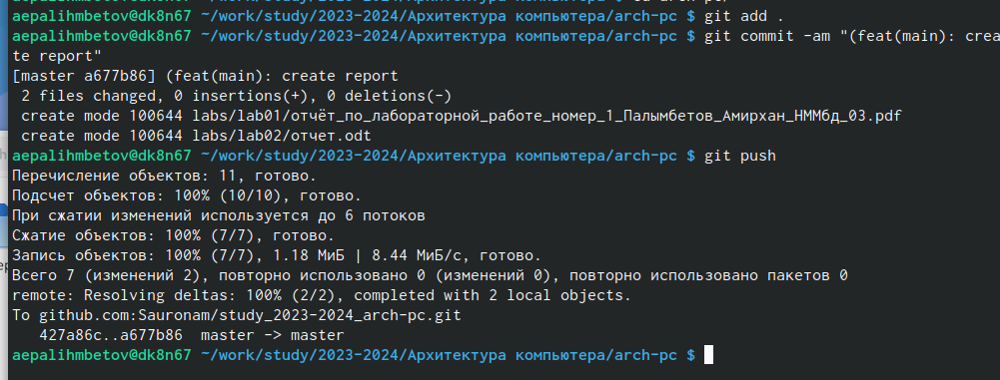 aepalihmbetov@dk8n67 ~/work/study/2023-2024/Архитектура компьютера/arch-pc $ git add .
aepalihmbetov@dk8n67 ~/work/study/2023-2024/Архитектура компьютера/arch-pc $ git commit -am "(feat(main): crea
te report"
[master a677b86] (feat(main): create report
2 files changed, 0 insertions(+), 0 deletions(-)
create mode 100644 labs/lab01/отчёт_по_лабораторной_работе_номер_1_Палымбетов_Амирхан_НММбд_03.pdf
create mode 100644 labs/lab02/отчет.odt
aepalihmbetov@dk8n67 ~/work/study/2023-2024/Архитектура компьютера/arch-pc $ git push
Перечисление объектов: 11, готово.
Подсчет объектов: 100% (10/10), готово.
При сжатии изменений используется до 6 потоков
Сжатие объектов: 100% (7/7), готово.
Запись объектов: 100% (7/7), 1.18 МиБ | 8.44 МиБ/с, готово.
Всего 7 (изменений 2), повторно использовано 0 (изменений 0), повторно использовано пакетов 0
remote: Resolving deltas: 100% (2/2), completed with 2 local objects.
To github.com:Sauronam/study_2023-2024_arch-pc.git
427a86c..a677b86 master -> master
aepalihmbetov@dk8n67 ~/work/study/2023-2024/Архитектура компьютера/arch-pc $